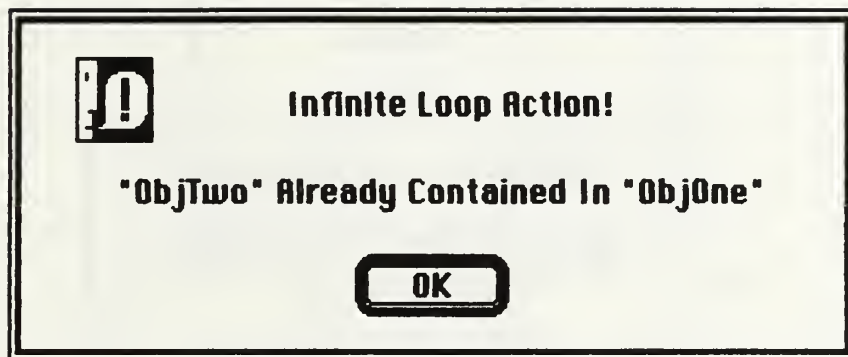 Infinite Loop Action!
"ObjTwo" Already Contained In "ObjOne"
OK